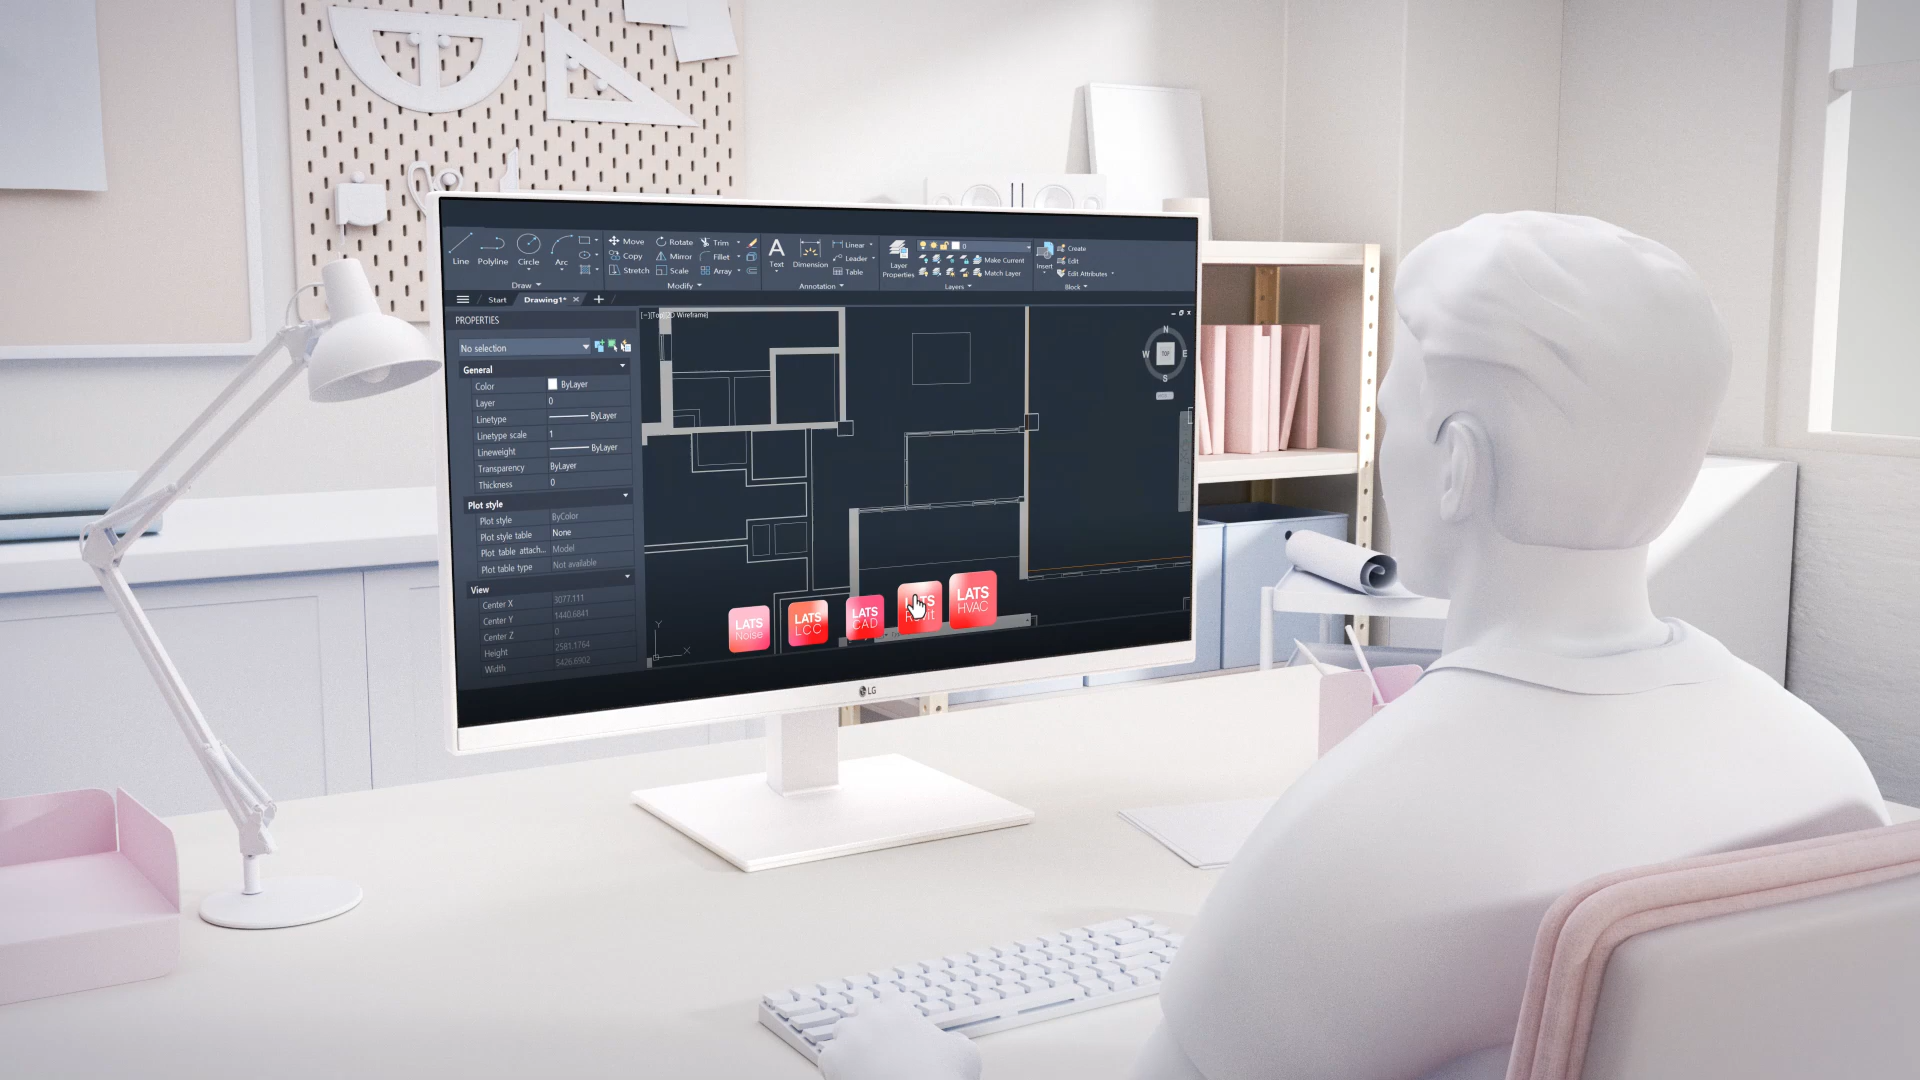 Line
Polyline
Circle
Arc
Draw
Move
Copy
Stretch
Rotate
Mirror
Scale
Trim
Fillet
Array
Modify
A
Text
Dimension
Linear
Leader
Table
Annotation
Layer
Properties
0
Make Current
Match Layer
Layers
Insert
Create
Edit
Edit Attributes
Block
Start
Drawing1*
PROPERTIES
No selection
General
Color ByLayer
Layer 0
Linetype ByLayer
Linetype scale 1
Lineweight ByLayer
Transparency ByLayer
Thickness 0
Plot style
Plot style ByColor
Plot style table None
Plot table attach... Model
Plot table type Not available
View
Center X 3077.111
Center Y 1440.6841
Center Z 0
Height 2581.1764
Width 5426.6902
[−][Top][2D Wireframe]
N
W TOP E
S
Y
X
LATS
Noise
LATS
LCC
LATS
CAD
LATS
HVAC
LG